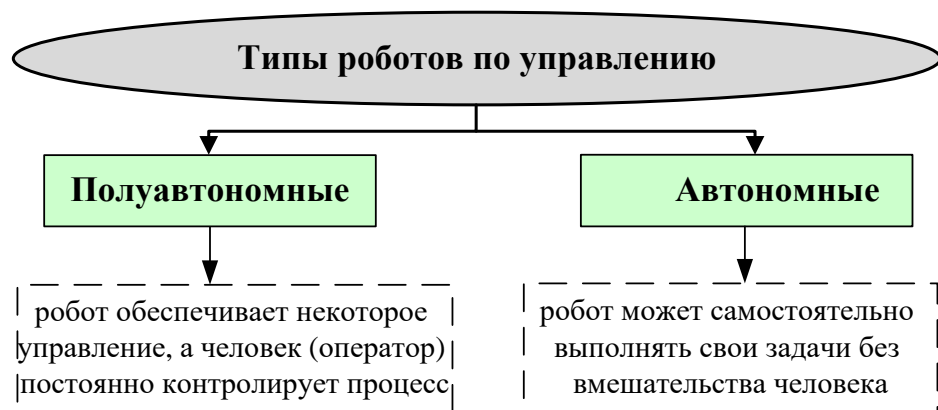 Типы роботов по управлению
Полуавтономные
Автономные
робот обеспечивает некоторое
управление, а человек (оператор)
постоянно контролирует процесс
робот может самостоятельно
выполнять свои задачи без
вмешательства человека